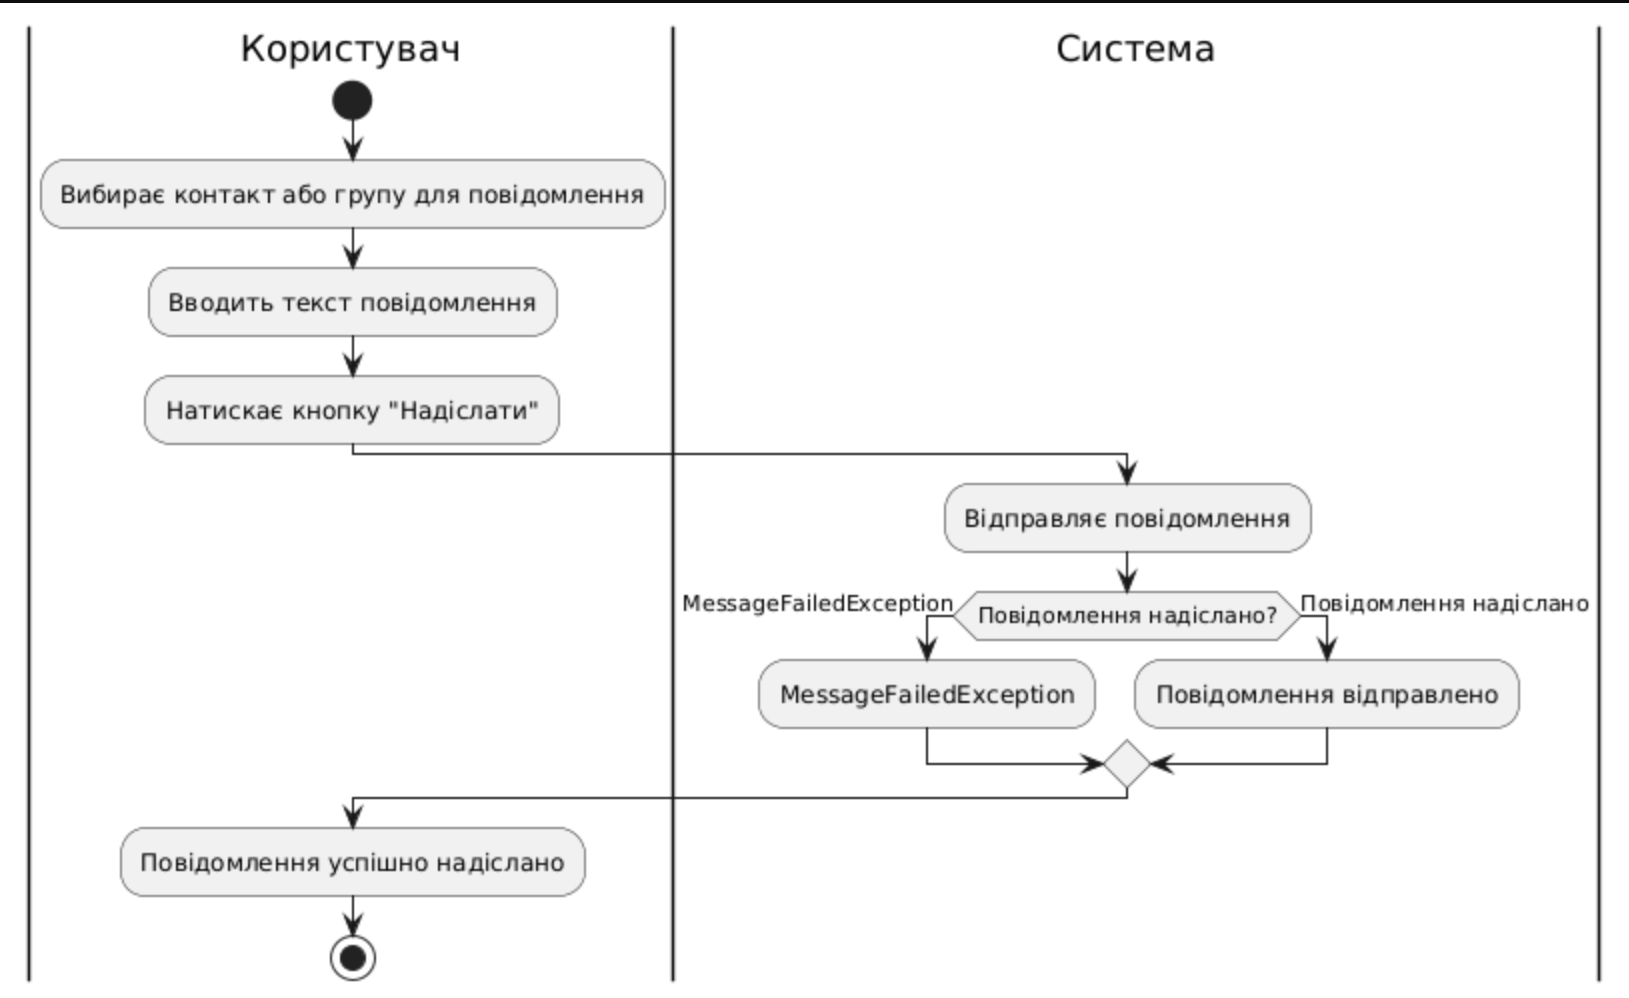 Користувач
Система
Вибирає контакт або групу для повідомлення
Вводить текст повідомлення
Натискає кнопку "Надіслати"
Відправляє повідомлення
MessageFailedException
Повідомлення надіслано?
Повідомлення надіслано
MessageFailedException
Повідомлення відправлено
Повідомлення успішно надіслано